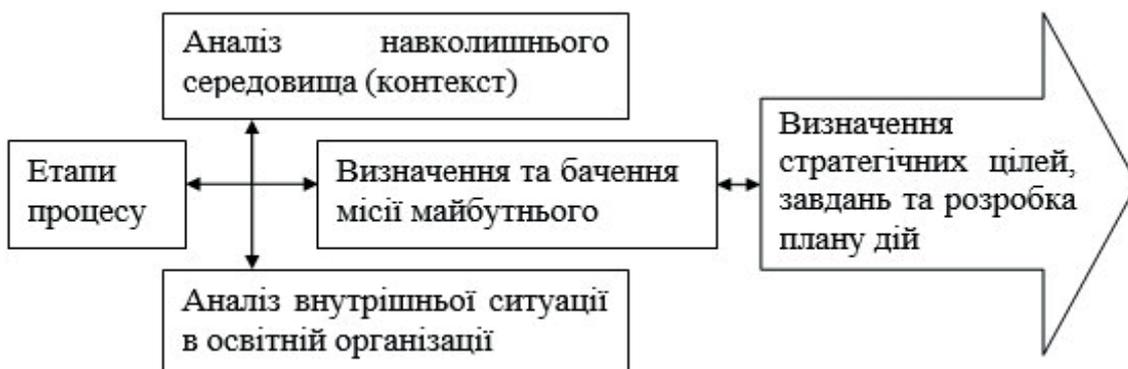 Аналіз навколишнього
середовища (контекст)
Етапи
процесу
Визначення та бачення
місії майбутнього
Визначення
стратегічних цілей,
завдань та розробка
плану дій
Аналіз внутрішньої ситуації
в освітній організації